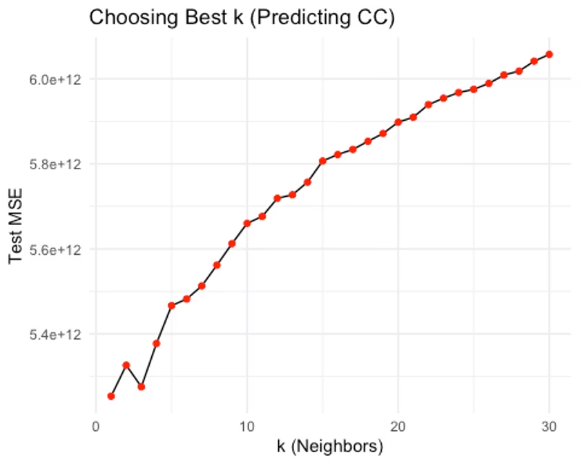 Choosing Best k (Predicting CC)
6.0e+12
5.8e+12
5.6e+12
5.4e+12
Test MSE
0 10 20 30
k (Neighbors)